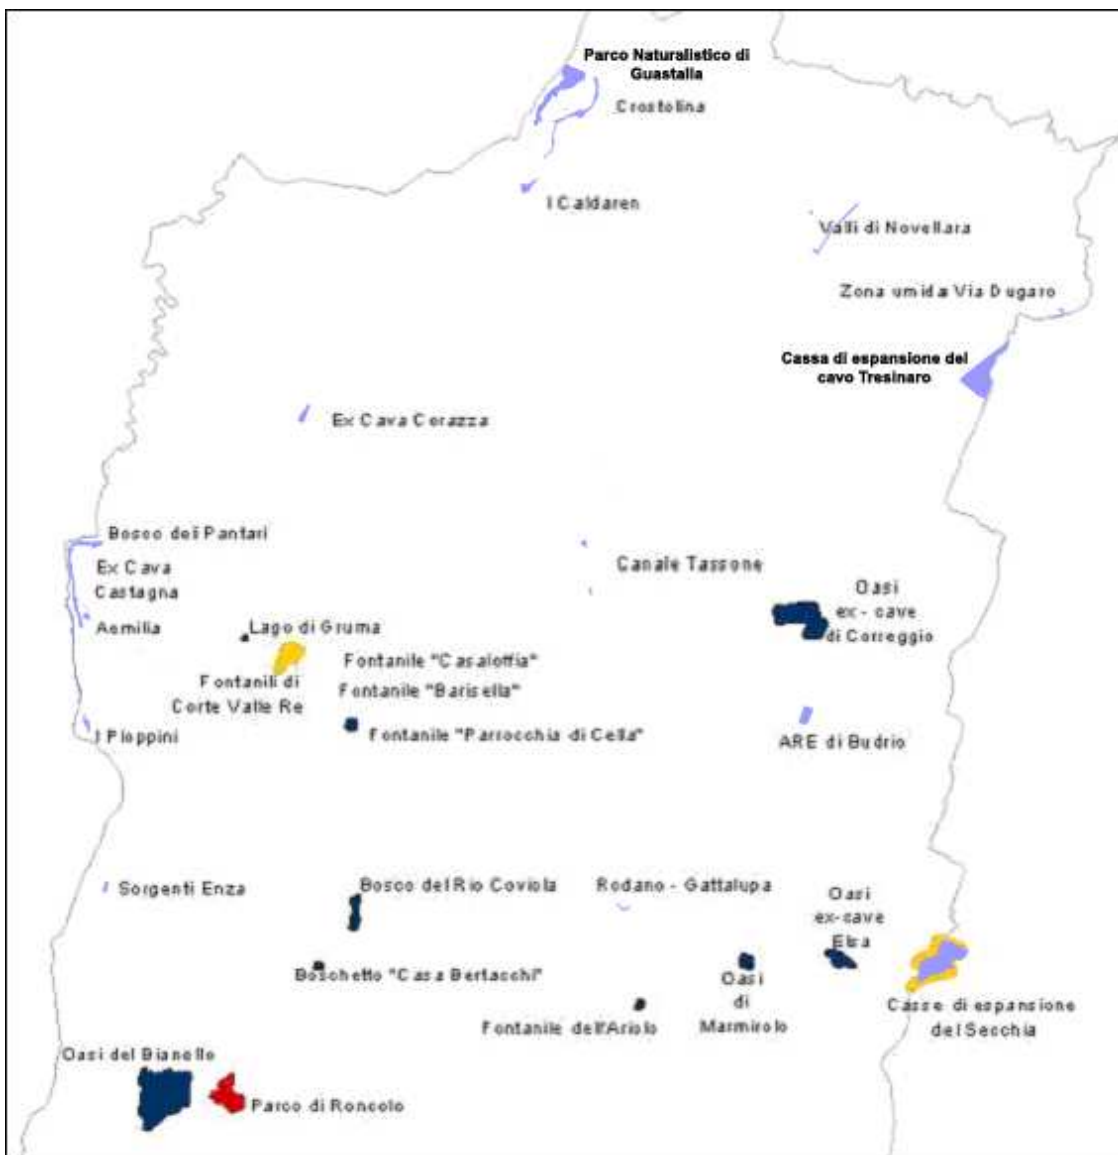 Parco Naturalistico di
Guastalla
Crostolina
I Caldaren
Valli di Novellara
Zona umida Via Dugaro
Cassa di espansione del
cavo Tresinaro
Ex Cava Corazza
Bosco dei Pantari
Ex Cava
Castagna
Aemilia
Canale Tassone
Oasi
ex - cave
di Correggio
Lago di Gruma
Fontanile "Casaloffia"
Fontanili di
Corte Valle Re
Fontanile "Barisella"
I Pioppini
Fontanile "Parrocchia di Cella"
ARE di Budrio
Sorgenti Enza
Bosco del Rio Coviola
Rodano - Gattalupa
Oasi
ex-cave
Elsa
Boschetto "Casa Bertacchi"
Oasi
di
Marmirolo
Fontanile dell'Ariolo
Casse di espansione
del Secchia
Oasi del Bianello
Parco di Roncolo